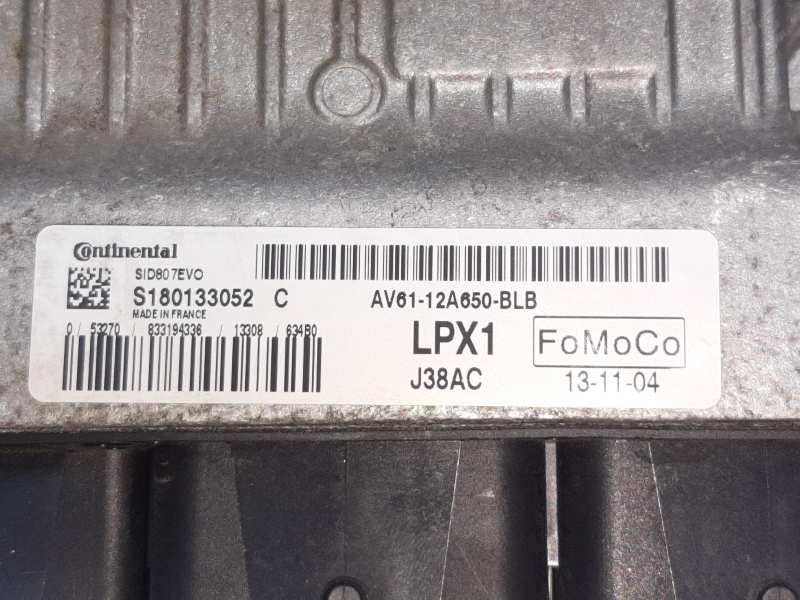 Continental
SID807EVO
S180133052 C
MADE IN FRANCE
0 / 53270 / 833194336 / 13308 / 634B0
AV61-12A650-BLB
LPX1
FoMoCo
J38AC
13-11-04